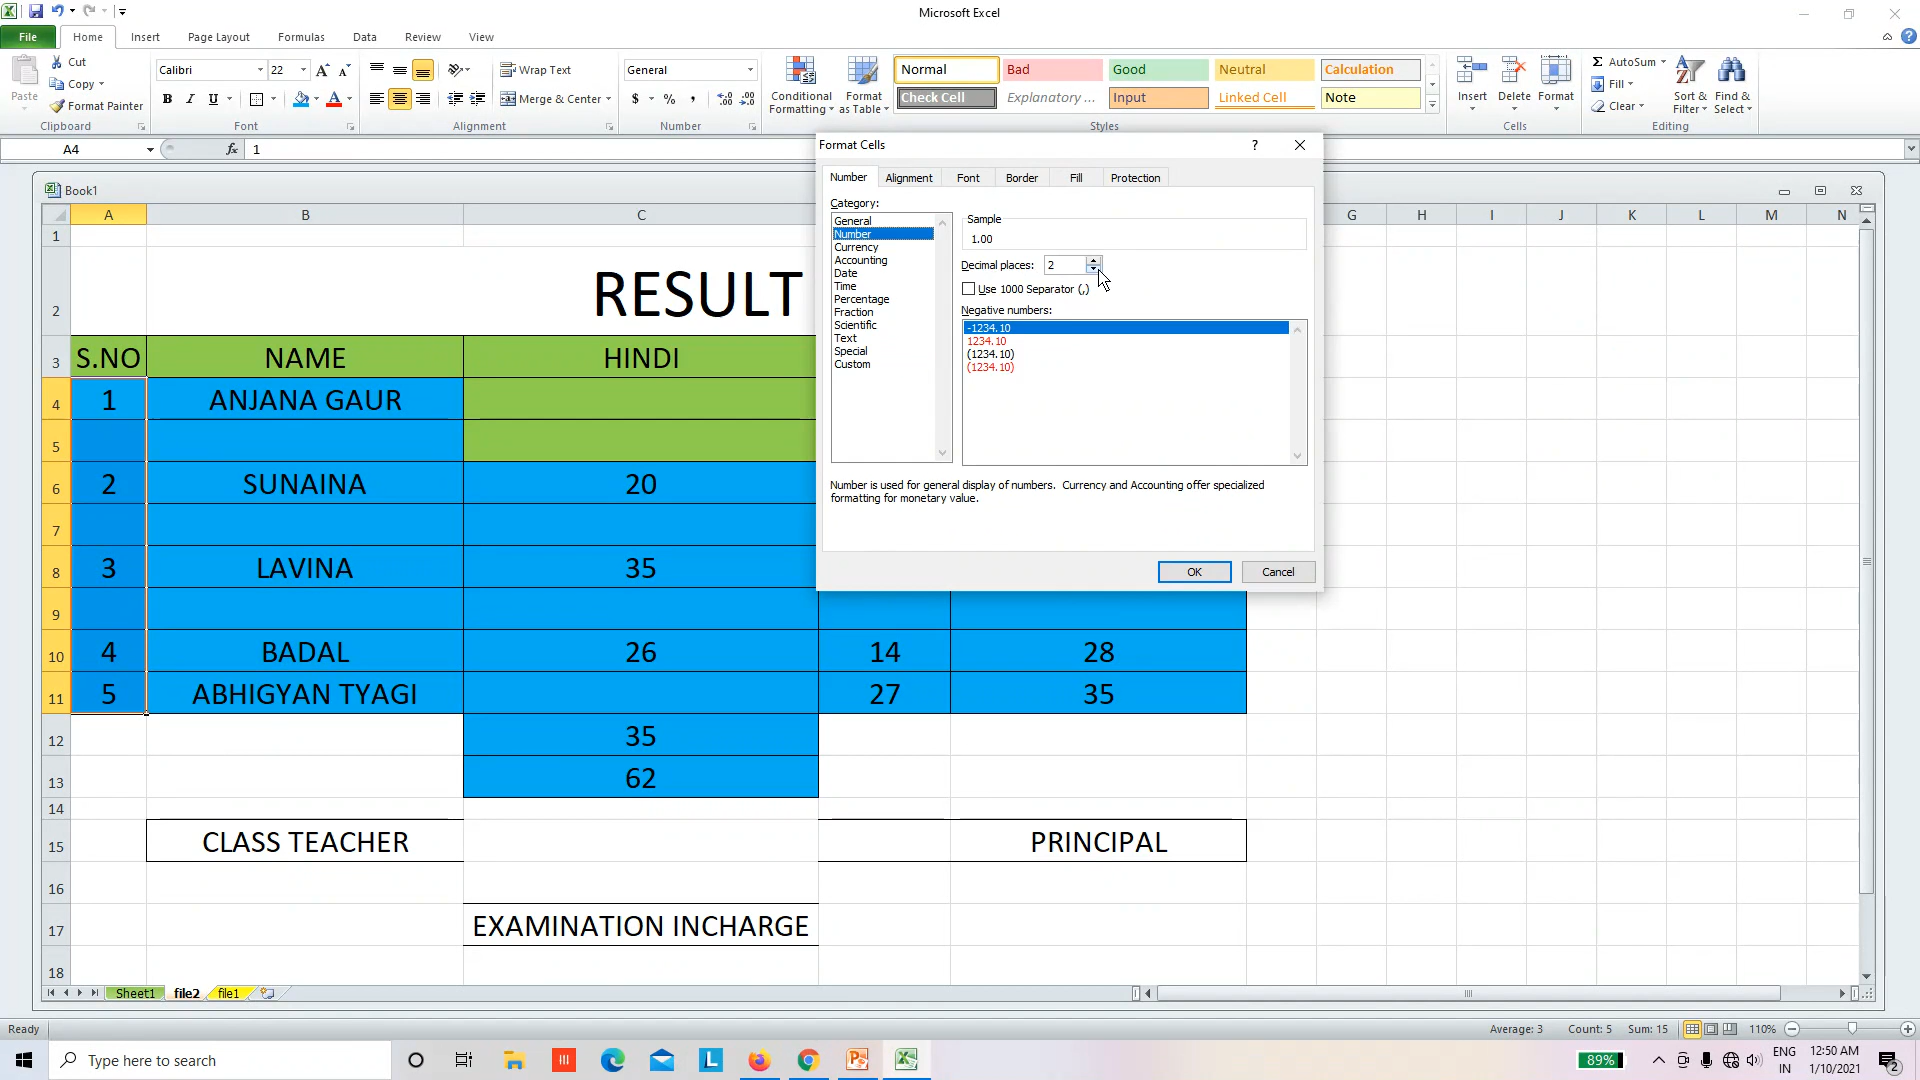 Microsoft Excel
File Home Insert Page Layout Formulas Data Review View
Paste Cut Copy Format Painter Clipboard
Calibri 22 B I U Font
Wrap Text Merge & Center Alignment
General $ % , Number
Conditional Formatting Format as Table
Normal Bad Good Neutral Calculation
Check Cell Explanatory ... Input Linked Cell Note
Styles
Insert Delete Format Cells
Σ AutoSum Fill Clear Sort & Filter Find & Select Editing
A4 fx 1
Book1
A B C G H I J K L M N
1
2 RESULT
3 S.NO NAME HINDI
4 1 ANJANA GAUR
5
6 2 SUNAINA 20
7
8 3 LAVINA 35
9
10 4 BADAL 26 14 28
11 5 ABHIGYAN TYAGI 27 35
12 35
13 62
14
15 CLASS TEACHER PRINCIPAL
16
17 EXAMINATION INCHARGE
18
Format Cells ?
Number Alignment Font Border Fill Protection
Category:
General
Number
Currency
Accounting
Date
Time
Percentage
Fraction
Scientific
Text
Special
Custom
Sample
1.00
Decimal places: 2
Use 1000 Separator (,)
Negative numbers:
-1234.10
1234.10
(1234.10)
(1234.10)
Number is used for general display of numbers. Currency and Accounting offer specialized
formatting for monetary value.
OK Cancel
Sheet1 file2 file1
Ready Average: 3 Count: 5 Sum: 15 110%
Type here to search 89% ENG 12:50 AM
IN 1/10/2021 2